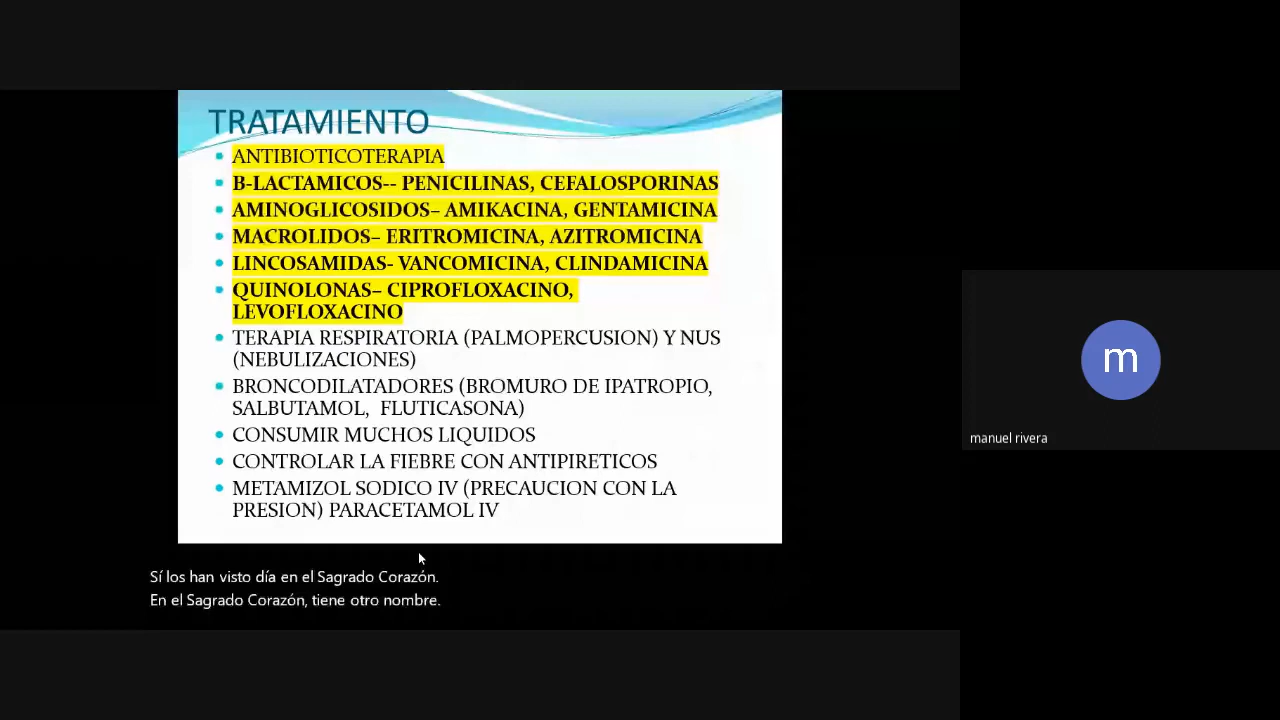 TRATAMIENTO
• ANTIBIOTICOTERAPIA
• B-LACTAMICOS-- PENICILINAS, CEFALOSPORINAS
• AMINOGLICOSIDOS– AMIKACINA, GENTAMICINA
• MACROLIDOS– ERITROMICINA, AZITROMICINA
• LINCOSAMIDAS- VANCOMICINA, CLINDAMICINA
• QUINOLONAS– CIPROFLOXACINO,
LEVOFLOXACINO
• TERAPIA RESPIRATORIA (PALMOPERCUSION) Y NUS
(NEBULIZACIONES)
• BRONCODILATADORES (BROMURO DE IPATROPIO,
SALBUTAMOL, FLUTICASONA)
• CONSUMIR MUCHOS LIQUIDOS
• CONTROLAR LA FIEBRE CON ANTIPIRETICOS
• METAMIZOL SODICO IV (PRECAUCION CON LA
PRESION) PARACETAMOL IV
Sí los han visto día en el Sagrado Corazón.
En el Sagrado Corazón, tiene otro nombre.
m
manuel rivera